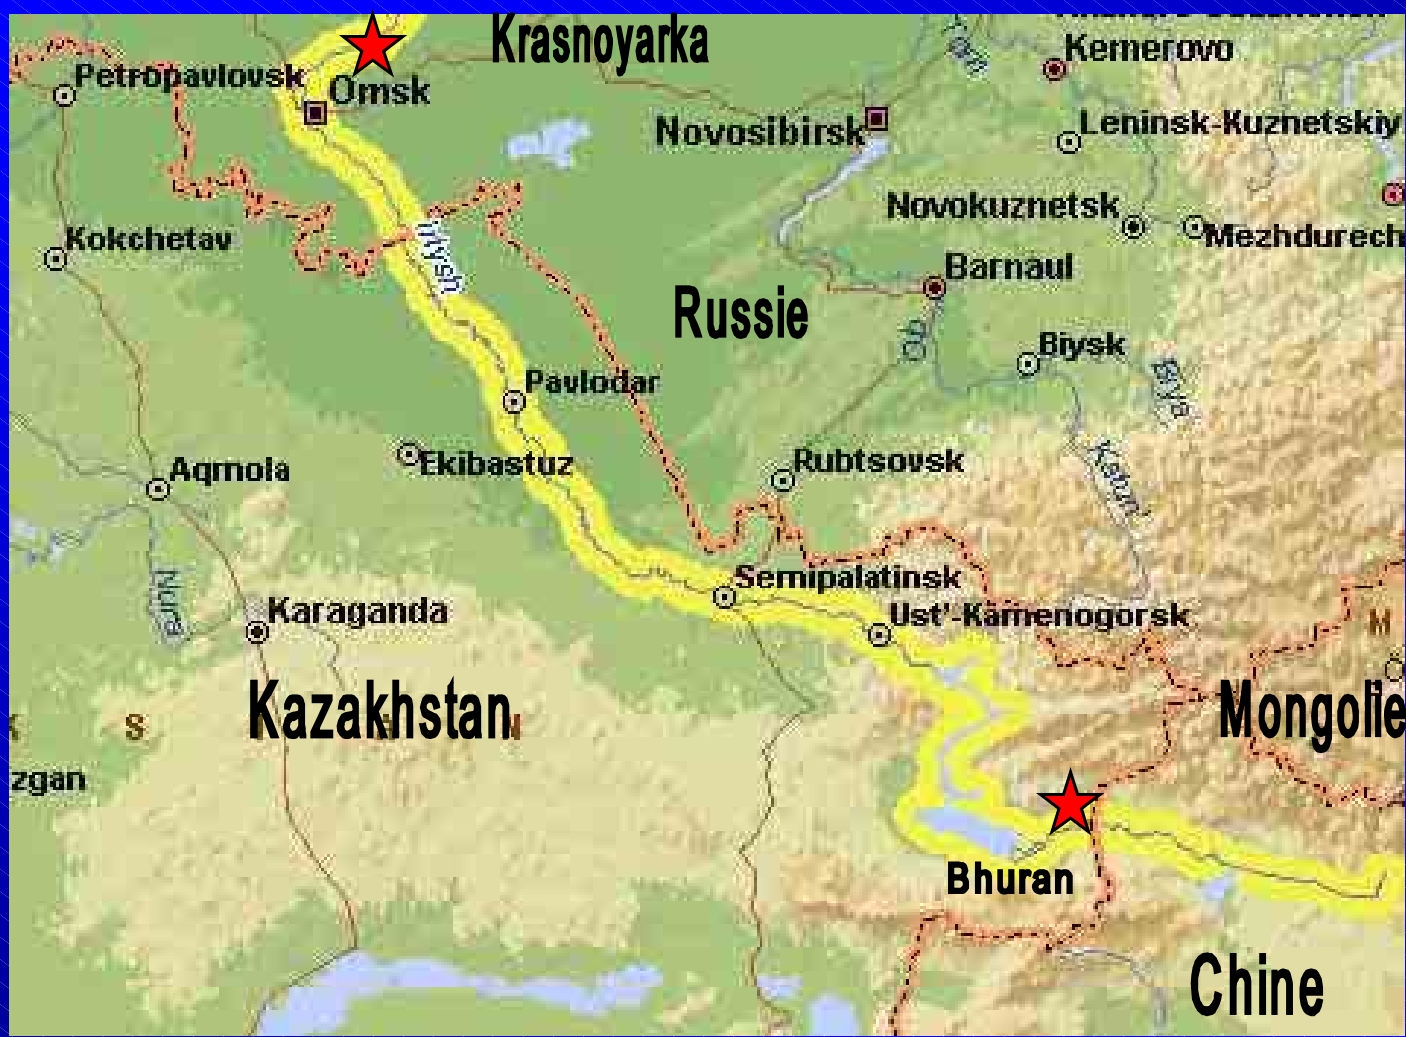 Krasnoyarka
Kemerovo
Petropavlovsk
Omsk
Leninsk-Kuznetskiy
Novosibirsk
Novokuznetsk
Mezhdurech
Kokchetav
Irtysh
Barnaul
Russie
Ob
Biysk
Biya
Pavlodar
Ekibastuz
Rubtsovsk
Aqmola
Katun'
Semipalatinsk
Nura
Karaganda
Ust'-Kamenogorsk
M
Kazakhstan
Mongolie
K S
zgan
Bhuran
Chine